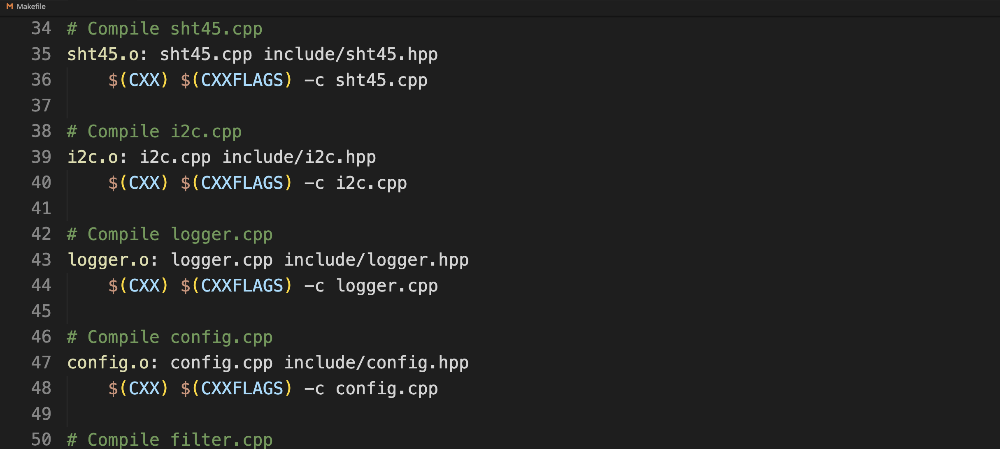 M Makefile
34 # Compile sht45.cpp
35 sht45.o: sht45.cpp include/sht45.hpp
36     $(CXX) $(CXXFLAGS) -c sht45.cpp
37
38 # Compile i2c.cpp
39 i2c.o: i2c.cpp include/i2c.hpp
40     $(CXX) $(CXXFLAGS) -c i2c.cpp
41
42 # Compile logger.cpp
43 logger.o: logger.cpp include/logger.hpp
44     $(CXX) $(CXXFLAGS) -c logger.cpp
45
46 # Compile config.cpp
47 config.o: config.cpp include/config.hpp
48     $(CXX) $(CXXFLAGS) -c config.cpp
49
50 # Compile filter.cpp